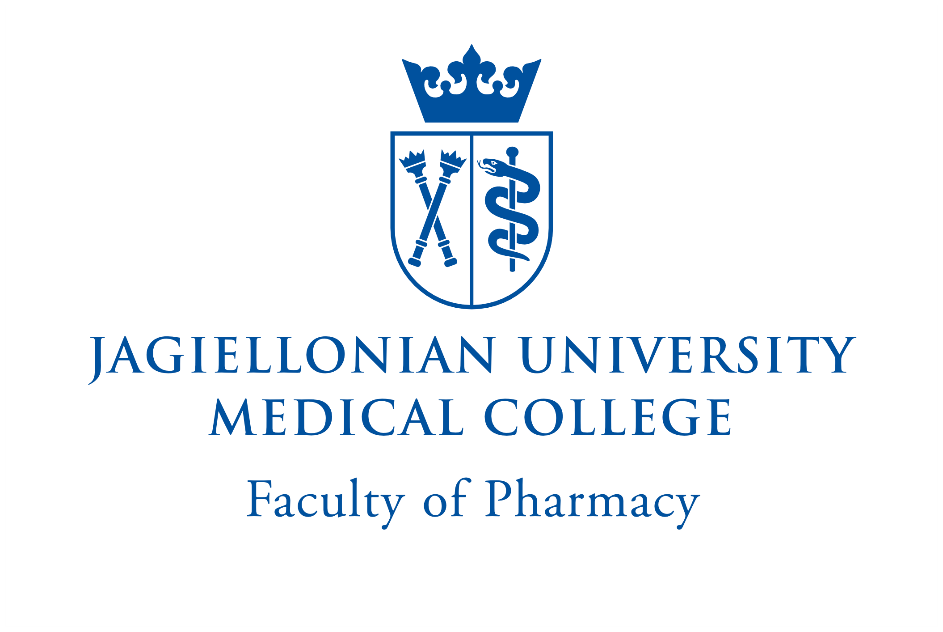 JAGIELLONIAN UNIVERSITY
MEDICAL COLLEGE
Faculty of Pharmacy